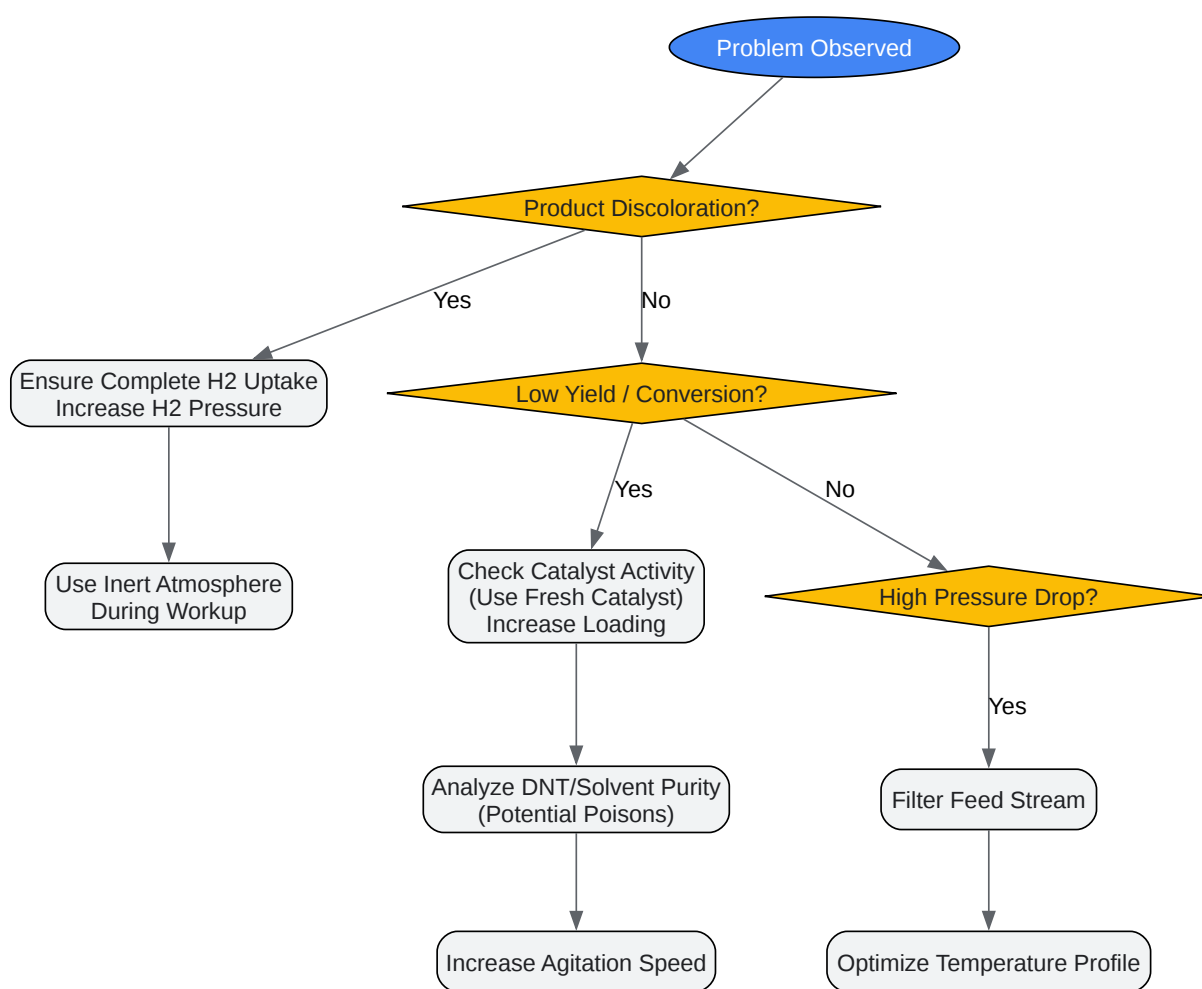 Problem Observed
Product Discoloration?
Yes
No
Ensure Complete H2 Uptake
Increase H2 Pressure
Low Yield / Conversion?
Yes
No
Use Inert Atmosphere
During Workup
Check Catalyst Activity
(Use Fresh Catalyst)
Increase Loading
High Pressure Drop?
Yes
Analyze DNT/Solvent Purity
(Potential Poisons)
Filter Feed Stream
Increase Agitation Speed
Optimize Temperature Profile